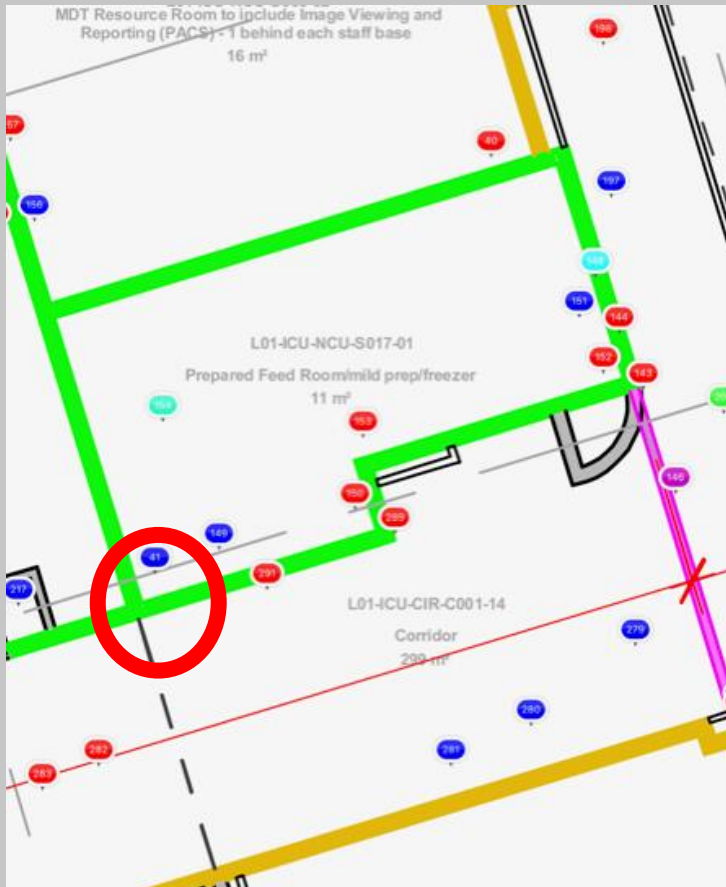 MDT Resource Room to include Image Viewing and
Reporting (PACS) - 1 behind each staff base
16 m²
198
40
197
156
151
144
152
143
L01-ICU-NCU-S017-01
Prepared Feed Room/mild prep/freezer
11 m²
153
150
289
146
149
41
291
217
L01-ICU-CIR-C001-14
Corridor
299 m²
279
280
281
282
283